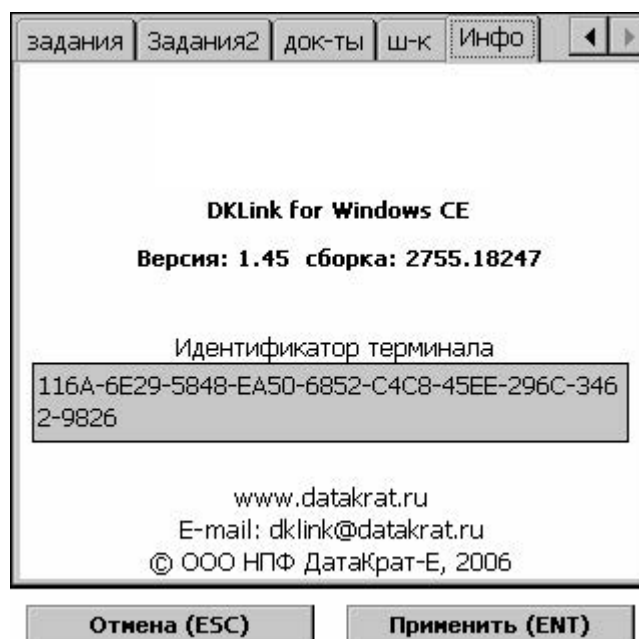 задания Задания2 док-ты ш-к Инфо
DKLink for Windows CE
Версия: 1.45 сборка: 2755.18247
Идентификатор терминала
116A-6E29-5848-EA50-6852-C4C8-45EE-296C-346
2-9826
www.datakrat.ru
E-mail: dklink@datakrat.ru
© ООО НПФ ДатаКрат-Е, 2006
Отмена (ESC) Применить (ENT)